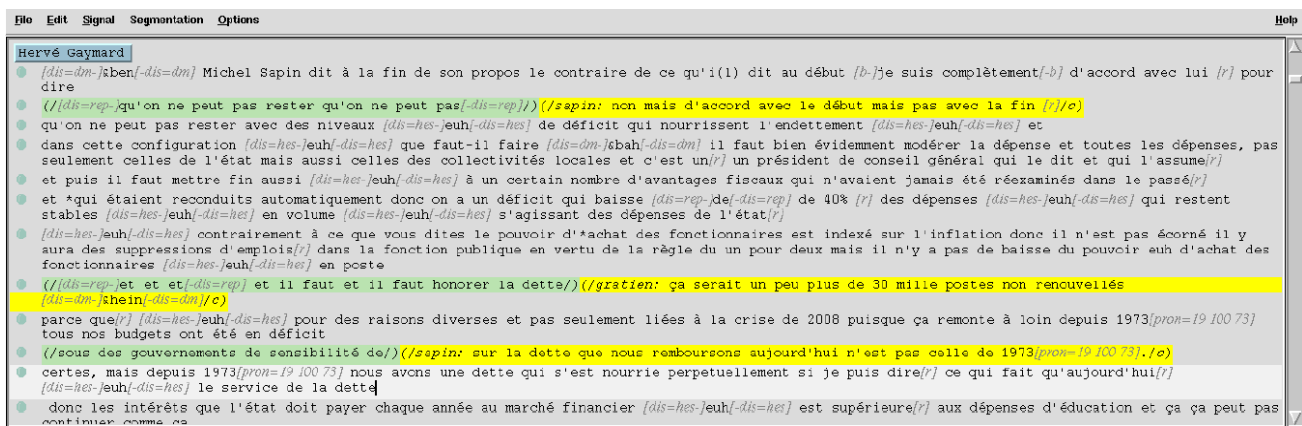 File Edit Signal Segmentation Options Help
Hervé Gaymard
[dis=dm-]&ben[-dis=dm] Michel Sapin dit à la fin de son propos le contraire de ce qu'i(l) dit au début [b-]je suis complètement[-b] d'accord avec lui [r] pour
dire
(/[dis=rep-]qu'on ne peut pas rester qu'on ne peut pas[-dis=rep]/)(/sapin: non mais d'accord avec le début mais pas avec la fin [r]/c)
qu'on ne peut pas rester avec des niveaux [dis=hes-]euh[-dis=hes] de déficit qui nourrissent l'endettement [dis=hes-]euh[-dis=hes] et
dans cette configuration [dis=hes-]euh[-dis=hes] que faut-il faire [dis=dm-]&bah[-dis=dm] il faut bien évidemment modérer la dépense et toutes les dépenses, pas
seulement celles de l'état mais aussi celles des collectivités locales et c'est un[r] un président de conseil général qui le dit et qui l'assume[r]
et puis il faut mettre fin aussi [dis=hes-]euh[-dis=hes] à un certain nombre d'avantages fiscaux qui n'avaient jamais été réexaminés dans le passé[r]
et *qui étaient reconduits automatiquement donc on a un déficit qui baisse [dis=rep-]de[-dis=rep] de 40% [r] des dépenses [dis=hes-]euh[-dis=hes] qui restent
stables [dis=hes-]euh[-dis=hes] en volume [dis=hes-]euh[-dis=hes] s'agissant des dépenses de l'état[r]
[dis=hes-]euh[-dis=hes] contrairement à ce que vous dites le pouvoir d'*achat des fonctionnaires est indexé sur l'inflation donc il n'est pas écorné il y
aura des suppressions d'emplois[r] dans la fonction publique en vertu de la règle du un pour deux mais il n'y a pas de baisse du pouvoir euh d'achat des
fonctionnaires [dis=hes-]euh[-dis=hes] en poste
(/[dis=rep-]et et et[-dis=rep] et il faut et il faut honorer la dette/)(/gratien: ça serait un peu plus de 30 mille postes non renouvellés
[dis=dm-]&hein[-dis=dm]/c)
parce que[r] [dis=hes-]euh[-dis=hes] pour des raisons diverses et pas seulement liées à la crise de 2008 puisque ça remonte à loin depuis 1973[pron=19 100 73]
tous nos budgets ont été en déficit
(/sous des gouvernements de sensibilité de/)(/sapin: sur la dette que nous remboursons aujourd'hui n'est pas celle de 1973[pron=19 100 73]./c)
certes, mais depuis 1973[pron=19 100 73] nous avons une dette qui s'est nourrie perpetuellement si je puis dire[r] ce qui fait qu'aujourd'hui[r]
[dis=hes-]euh[-dis=hes] le service de la dette
donc les intérêts que l'état doit payer chaque année au marché financier [dis=hes-]euh[-dis=hes] est supérieure[r] aux dépenses d'éducation et ça ça peut pas
continuer comme ça